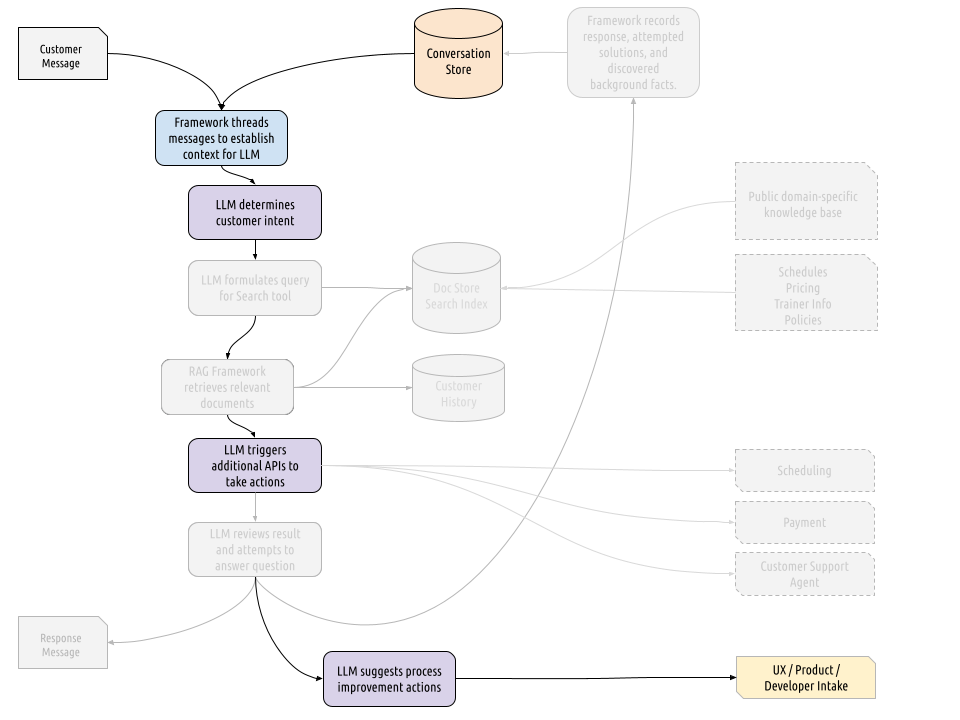 Customer
Message
Conversation
Store
Framework records
response, attempted
solutions, and
discovered
background facts.
Framework threads
messages to establish
context for LLM
Public domain-specific
knowledge base
LLM determines
customer intent
LLM formulates query
for Search tool
Doc Store
Search Index
Schedules
Pricing
Trainer Info
Policies
RAG Framework
retrieves relevant
documents
Customer
History
LLM triggers
additional APIs to
take actions
Scheduling
Payment
LLM reviews result
and attempts to
answer question
Customer Support
Agent
Response
Message
LLM suggests process
improvement actions
UX / Product /
Developer Intake